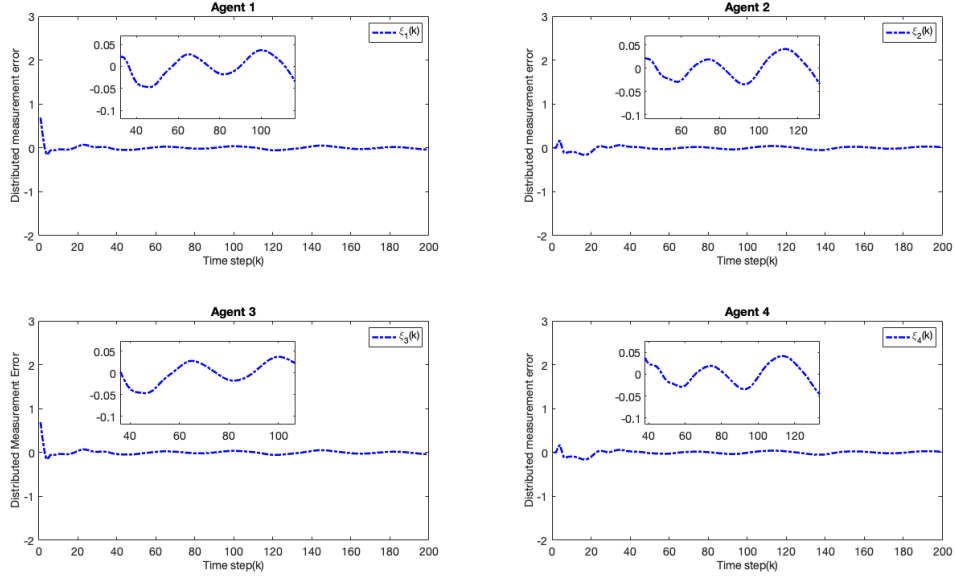 Agent 1
3
2
1
0
-1
-2
Distributed measurement error
ξ1(k)
0.05
0
-0.05
-0.1
40 60 80 100
0 20 40 60 80 100 120 140 160 180 200
Time step(k)
Agent 2
3
2
1
0
-1
-2
Distributed measurement error
ξ2(k)
0.05
0
-0.05
-0.1
60 80 100 120
0 20 40 60 80 100 120 140 160 180 200
Time step(k)
Agent 3
3
2
1
0
-1
-2
Distributed Measurement Error
ξ3(k)
0.05
0
-0.05
-0.1
40 60 80 100
0 20 40 60 80 100 120 140 160 180 200
Time step(k)
Agent 4
3
2
1
0
-1
-2
Distributed measurement error
ξ4(k)
0.05
0
-0.05
-0.1
40 60 80 100 120
0 20 40 60 80 100 120 140 160 180 200
Time step(k)